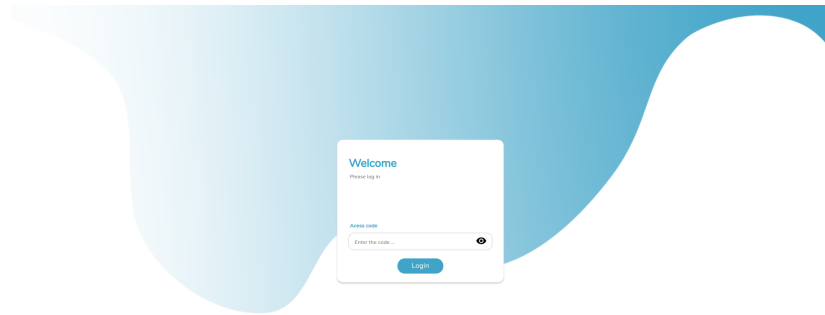 Welcome
Please log in
Acess code
Enter the code ...
Login